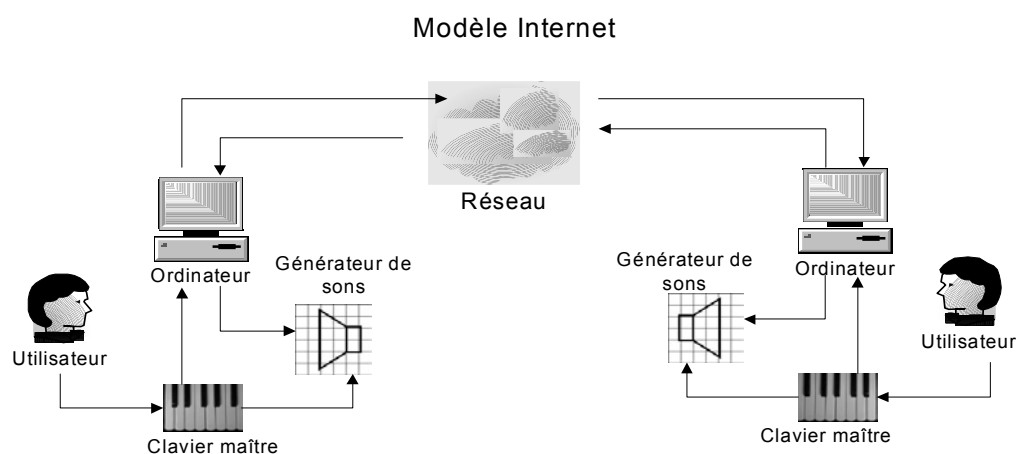 Modèle Internet
Réseau
Ordinateur
Générateur de
sons
Utilisateur
Clavier maître
Générateur de
sons
Ordinateur
Utilisateur
Clavier maître